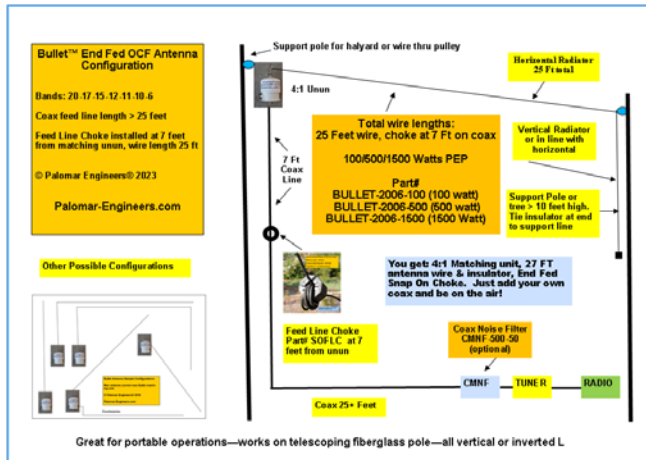 Bullet™ End Fed OCF Antenna
Configuration
Bands: 20-17-15-12-11-10-6
Coax feed line length > 25 feet
Feed Line Choke installed at 7 feet
from matching unun, wire length 25 ft
© Palomar Engineers® 2023
Palomar-Engineers.com
Support pole for halyard or wire thru pulley
4:1 Unun
Horizontal Radiator
25 Ft total
Total wire lengths:
25 Feet wire, choke at 7 Ft on coax
100/500/1500 Watts PEP
Part#
BULLET-2006-100 (100 watt)
BULLET-2006-500 (500 watt)
BULLET-2006-1500 (1500 Watt)
Vertical Radiator
or in line with
horizontal
7 Ft
Coax
Line
Support Pole or
tree > 10 feet high.
Tie insulator at end
to support line
Other Possible Configurations
You get: 4:1 Matching unit, 27 FT
antenna wire & insulator, End Fed
Snap On Choke. Just add your own
coax and be on the air!
Feed Line Choke
Part# SOFLC at 7
feet from unun
Coax Noise Filter
CMNF-500-50
(optional)
CMNF
TUNER
RADIO
Coax 25+ Feet
Great for portable operations—works on telescoping fiberglass pole—all vertical or inverted L